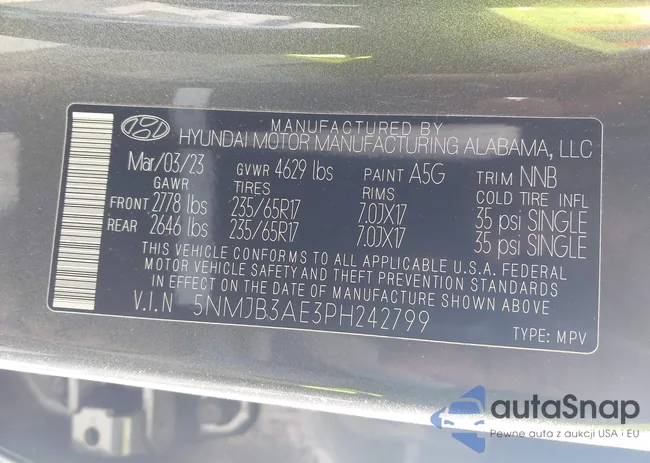 MANUFACTURED BY
HYUNDAI MOTOR MANUFACTURING ALABAMA, LLC
Mar/03/23 GVWR 4629 lbs PAINT A5G TRIM NNB
GAWR TIRES RIMS COLD TIRE INFL
FRONT 2778 lbs 235/65R17 7.0JX17 35 psi SINGLE
REAR 2646 lbs 235/65R17 7.0JX17 35 psi SINGLE
THIS VEHICLE CONFORMS TO ALL APPLICABLE U.S.A. FEDERAL
MOTOR VEHICLE SAFETY AND THEFT PREVENTION STANDARDS
IN EFFECT ON THE DATE OF MANUFACTURE SHOWN ABOVE
V.I.N 5NMJB3AE3PH242799
TYPE: MPV
autaSnap
Pewne auta z aukcji USA i EU